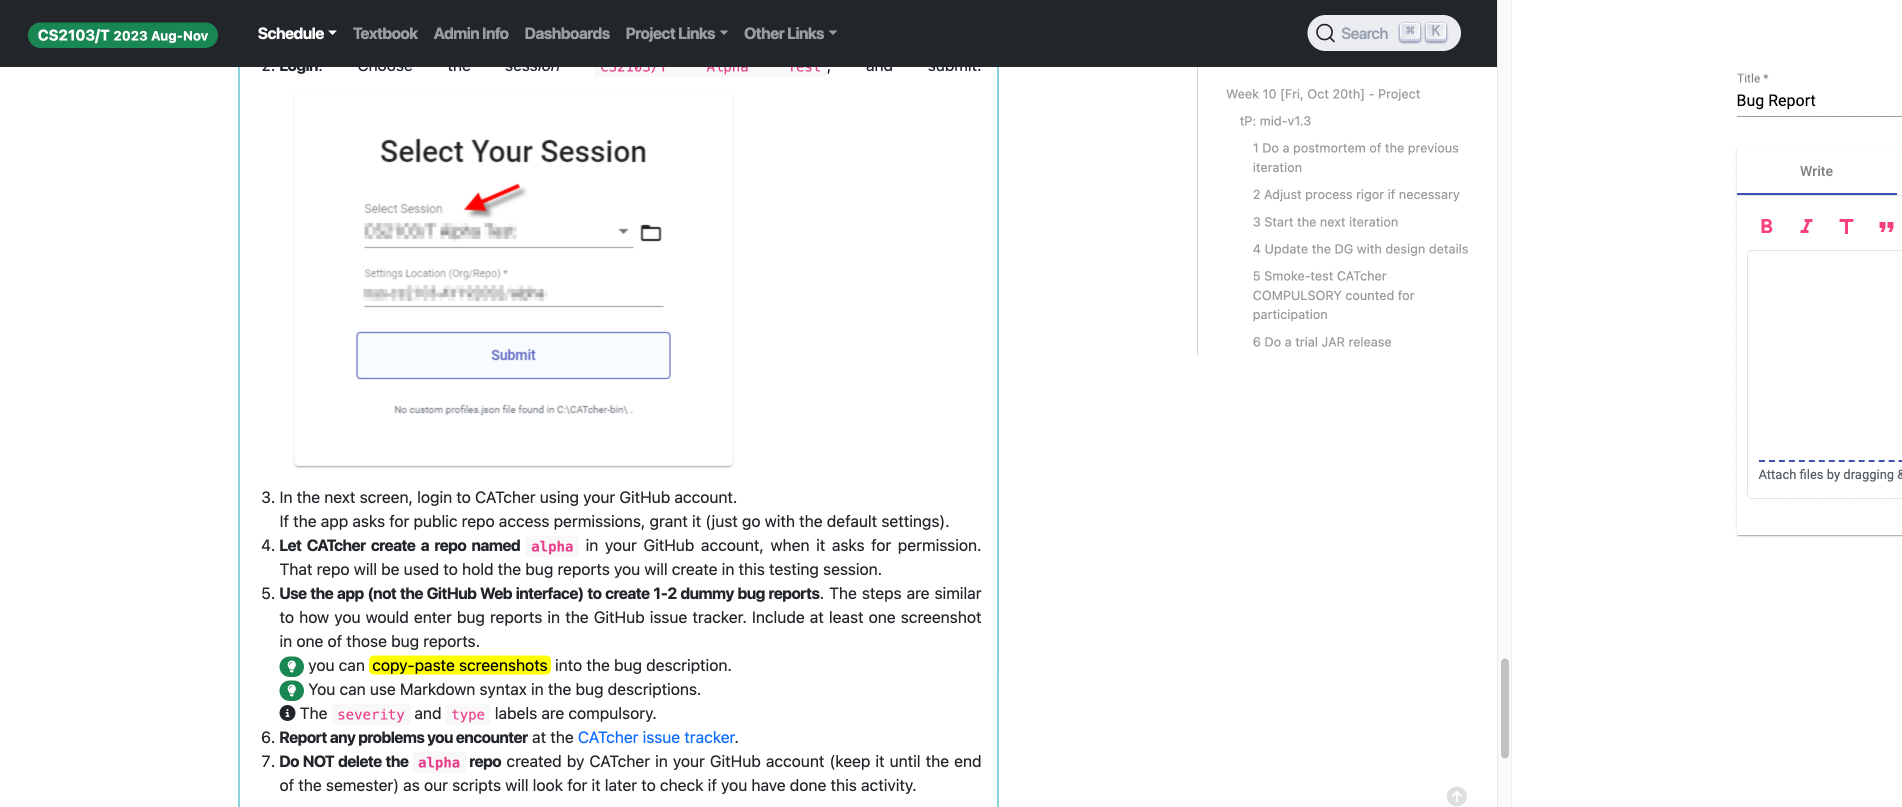 CS2103/T 2023 Aug-Nov
Schedule
Textbook
Admin Info
Dashboards
Project Links
Other Links
Search ⌘ K
2. Login: Choose the session CS2103/T Alpha Test, and submit.
Select Your Session
Select Session
CS2103/T Alpha Test
Settings Location (Org/Repo) *
Submit
No custom profiles.json file found in C:\CATcher-bin\ .
3. In the next screen, login to CATcher using your GitHub account.
If the app asks for public repo access permissions, grant it (just go with the default settings).
4. Let CATcher create a repo named alpha in your GitHub account, when it asks for permission.
That repo will be used to hold the bug reports you will create in this testing session.
5. Use the app (not the GitHub Web interface) to create 1-2 dummy bug reports. The steps are similar
to how you would enter bug reports in the GitHub issue tracker. Include at least one screenshot
in one of those bug reports.
you can copy-paste screenshots into the bug description.
You can use Markdown syntax in the bug descriptions.
The severity and type labels are compulsory.
6. Report any problems you encounter at the CATcher issue tracker.
7. Do NOT delete the alpha repo created by CATcher in your GitHub account (keep it until the end
of the semester) as our scripts will look for it later to check if you have done this activity.
Week 10 [Fri, Oct 20th] - Project
tP: mid-v1.3
1 Do a postmortem of the previous
iteration
2 Adjust process rigor if necessary
3 Start the next iteration
4 Update the DG with design details
5 Smoke-test CATcher
COMPULSORY counted for
participation
6 Do a trial JAR release
Title *
Bug Report
Write
B I T "
Attach files by dragging &